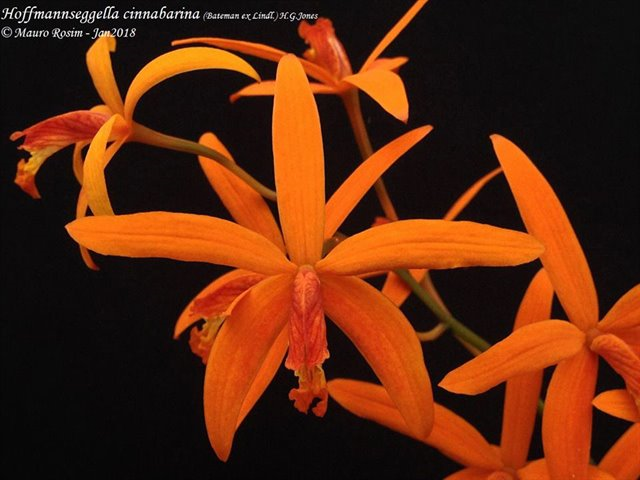 Hoffmannseggella cinnabarina (Bateman ex Lindl.) H.G.Jones
© Mauro Rosim - Jan2018